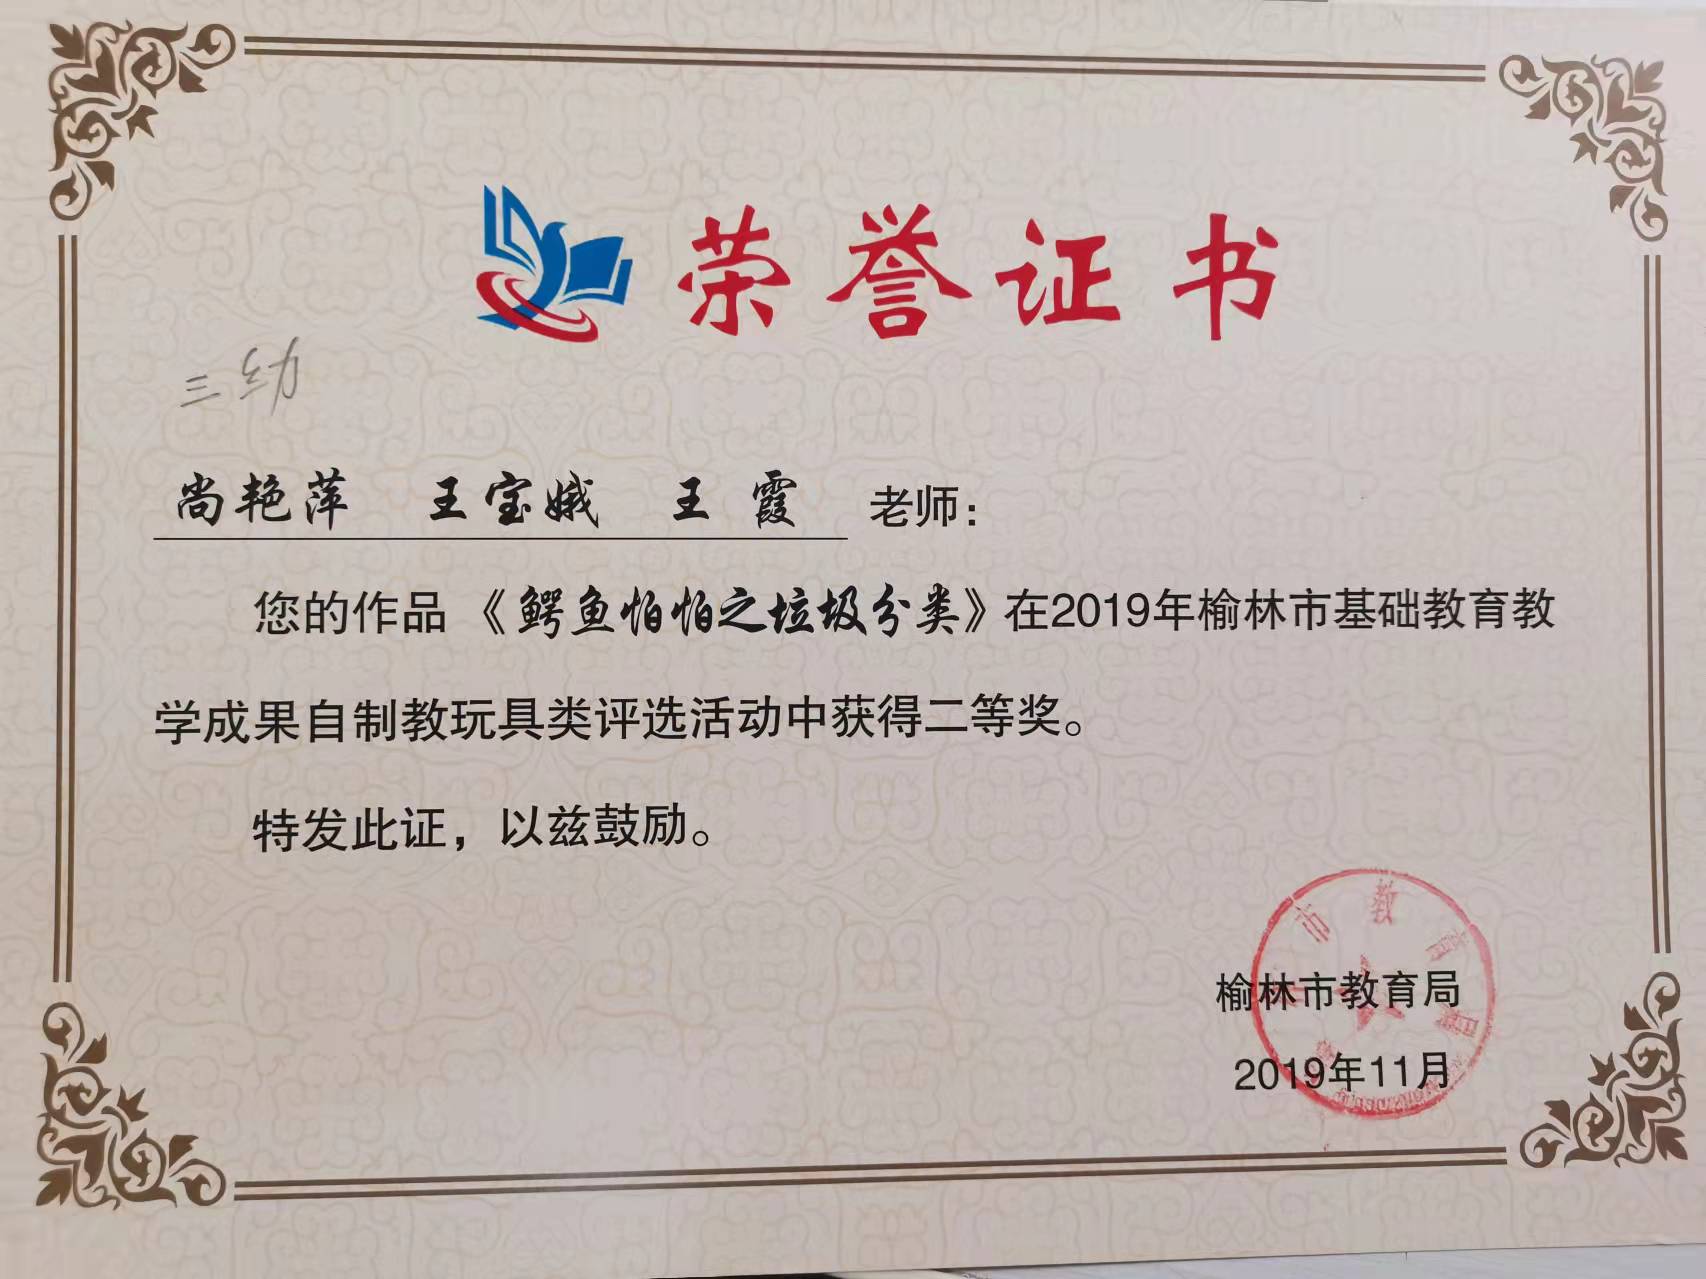 荣誉证书
三幼
尚艳萍 王宝娥 王霞 老师：
您的作品《鳄鱼怕怕之垃圾分类》在2019年榆林市基础教育教
学成果自制教玩具类评选活动中获得二等奖。
特发此证，以兹鼓励。
市教育局
榆林市教育局
2019年11月